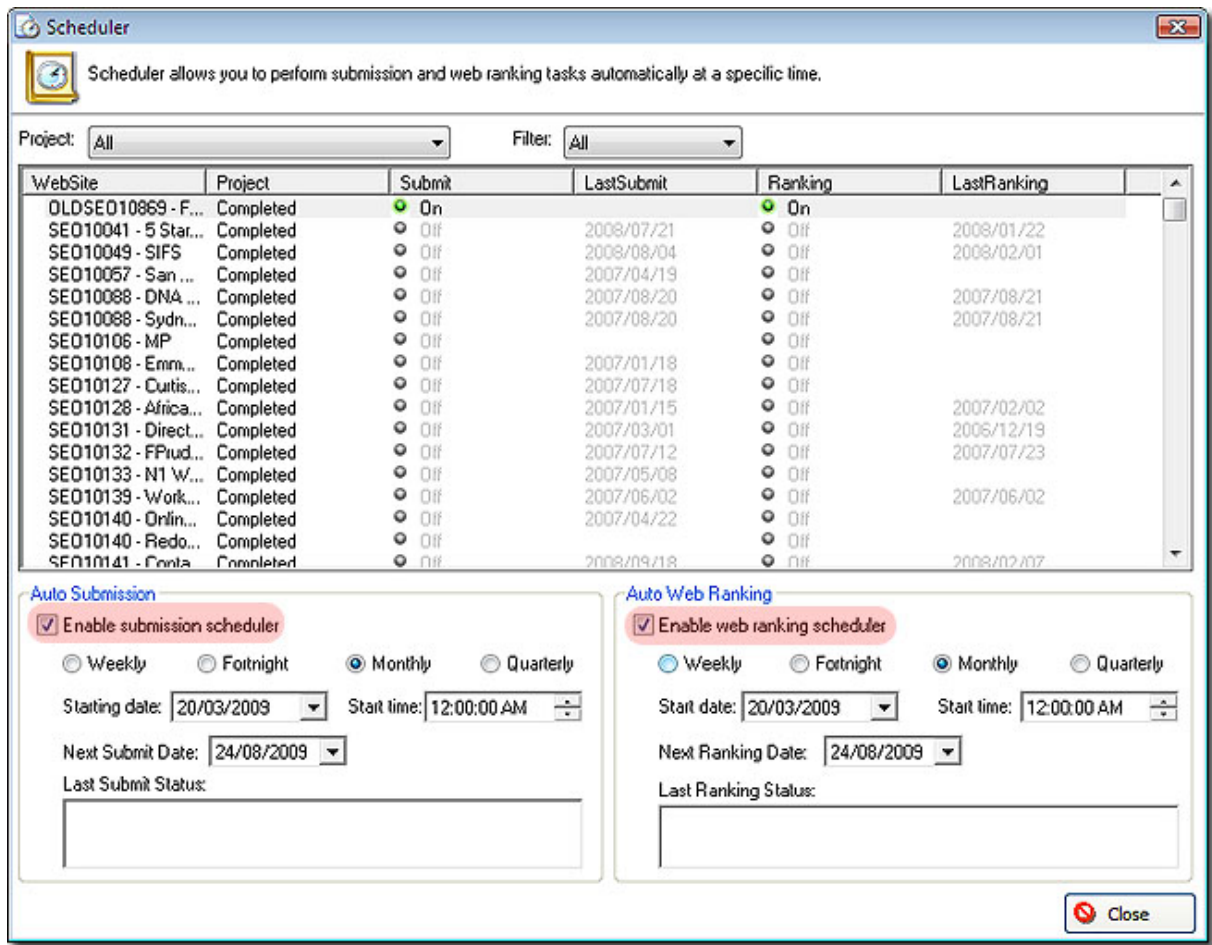 Scheduler
Scheduler allows you to perform submission and web ranking tasks automatically at a specific time.
Project: All Filter: All
WebSite Project Submit LastSubmit Ranking LastRanking
OLDSEO10869 - F... Completed On On
SEO10041 - 5 Star... Completed Off 2008/07/21 Off 2008/01/22
SEO10049 - SIFS Completed Off 2008/08/04 Off 2008/02/01
SEO10057 - San ... Completed Off 2007/04/19 Off
SEO10088 - DNA ... Completed Off 2007/08/20 Off 2007/08/21
SEO10088 - Sydn... Completed Off 2007/08/20 Off 2007/08/21
SEO10106 - MP Completed Off Off
SEO10108 - Emm... Completed Off 2007/01/18 Off
SEO10127 - Curtis... Completed Off 2007/07/18 Off
SEO10128 - Africa... Completed Off 2007/01/15 Off 2007/02/02
SEO10131 - Direct... Completed Off 2007/03/01 Off 2006/12/19
SEO10132 - FPrud... Completed Off 2007/07/12 Off 2007/07/23
SEO10133 - N1 W... Completed Off 2007/05/08 Off
SEO10139 - Work... Completed Off 2007/06/02 Off 2007/06/02
SEO10140 - Onlin... Completed Off 2007/04/22 Off
SEO10140 - Redo... Completed Off Off
SEO10141 - Conta... Completed Off 2008/09/18 Off 2008/02/07
Auto Submission
Enable submission scheduler
Weekly Fortnight Monthly Quarterly
Starting date: 20/03/2009 Start time: 12:00:00 AM
Next Submit Date: 24/08/2009
Last Submit Status:
Auto Web Ranking
Enable web ranking scheduler
Weekly Fortnight Monthly Quarterly
Start date: 20/03/2009 Start time: 12:00:00 AM
Next Ranking Date: 24/08/2009
Last Ranking Status:
Close